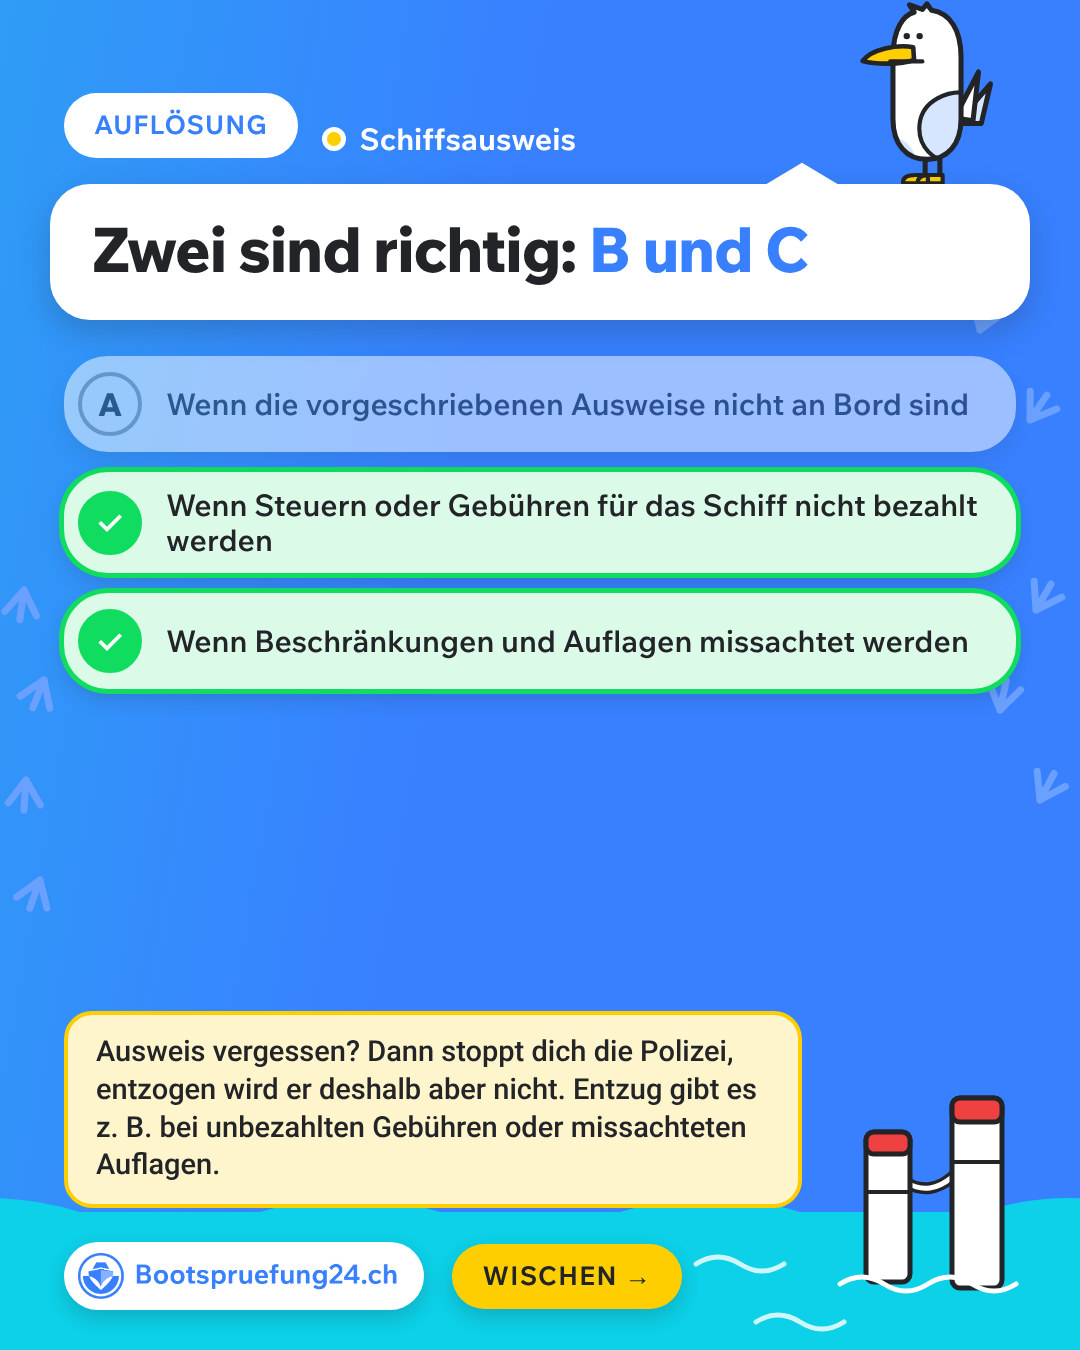 AUFLÖSUNG
Schiffsausweis
Zwei sind richtig: B und C
A Wenn die vorgeschriebenen Ausweise nicht an Bord sind
Wenn Steuern oder Gebühren für das Schiff nicht bezahlt
werden
Wenn Beschränkungen und Auflagen missachtet werden
Ausweis vergessen? Dann stoppt dich die Polizei,
entzogen wird er deshalb aber nicht. Entzug gibt es
z. B. bei unbezahlten Gebühren oder missachteten
Auflagen.
Bootspruefung24.ch
WISCHEN →